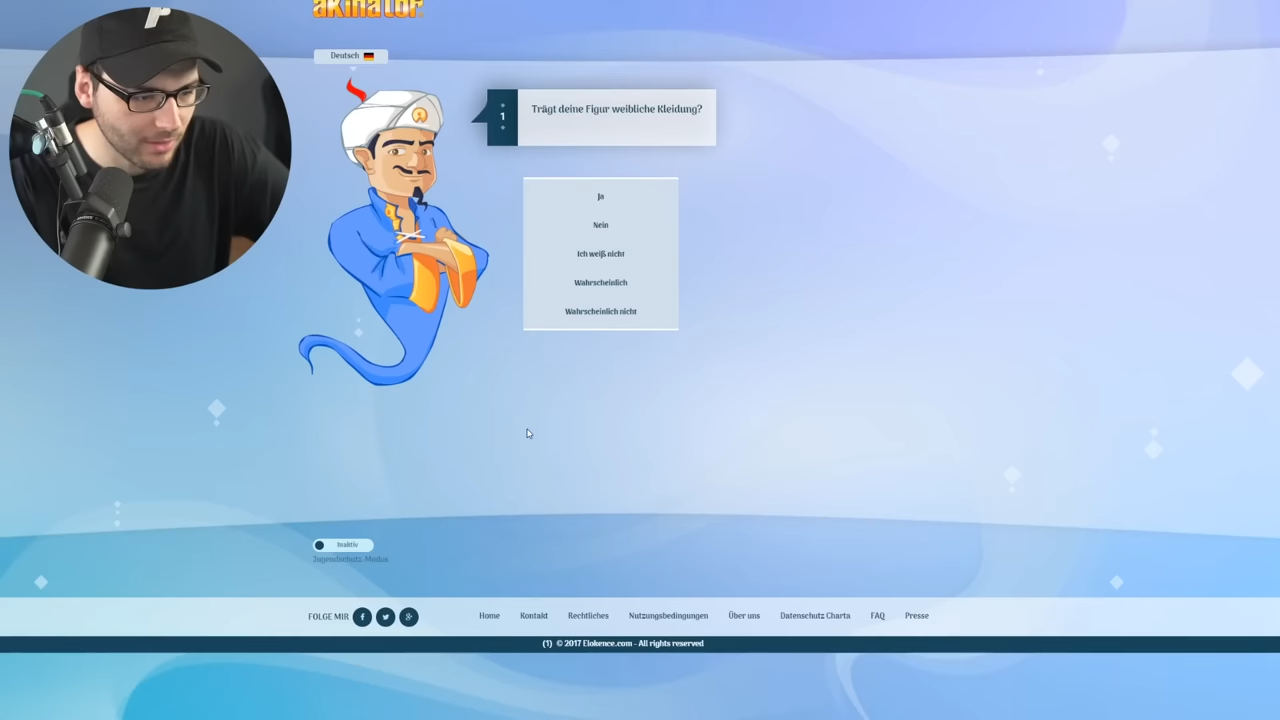 akinator
Deutsch
1
Trägt deine Figur weibliche Kleidung?
Ja
Nein
Ich weiß nicht
Wahrscheinlich
Wahrscheinlich nicht
Inaktiv
Jugendschutz-Modus
FOLGE MIR
Home Kontakt Rechtliches Nutzungsbedingungen Über uns Datenschutz Charta FAQ Presse
(1) © 2017 Elokence.com - All rights reserved